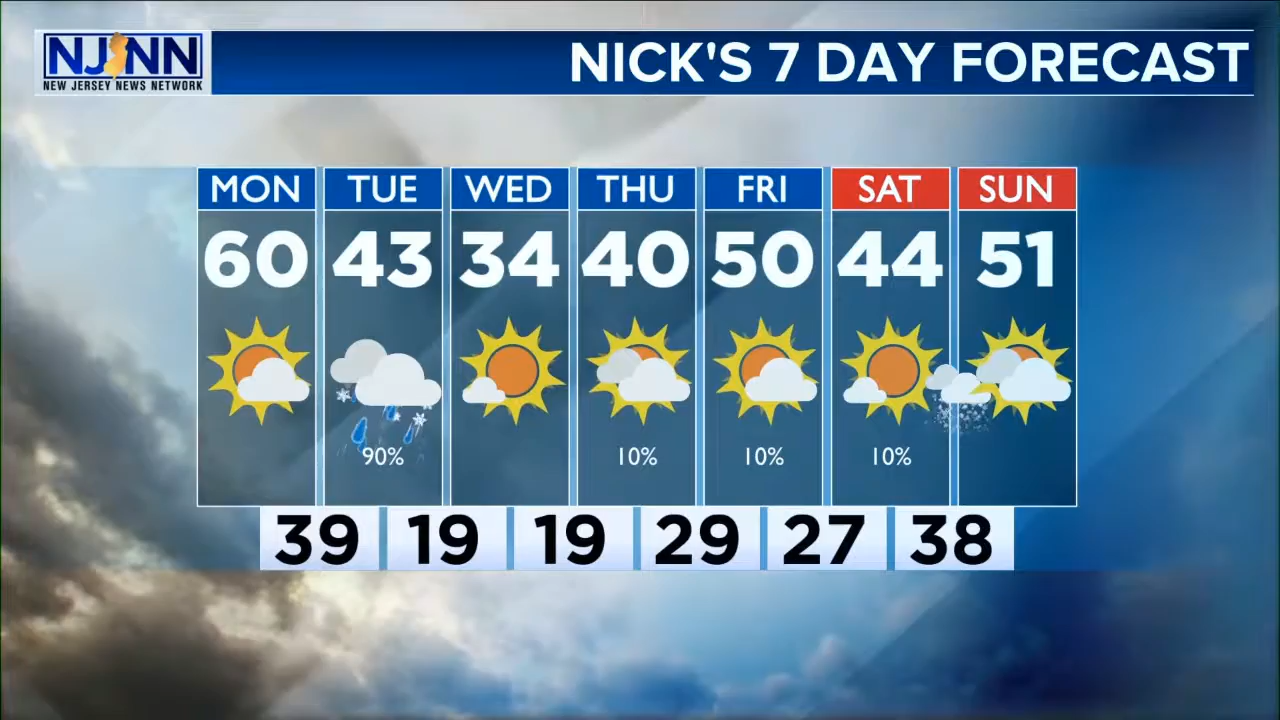 NJNN
NEW JERSEY NEWS NETWORK
NICK'S 7 DAY FORECAST
MON TUE WED THU FRI SAT SUN
60 43 34 40 50 44 51
90% 10% 10% 10%
39 19 19 29 27 38